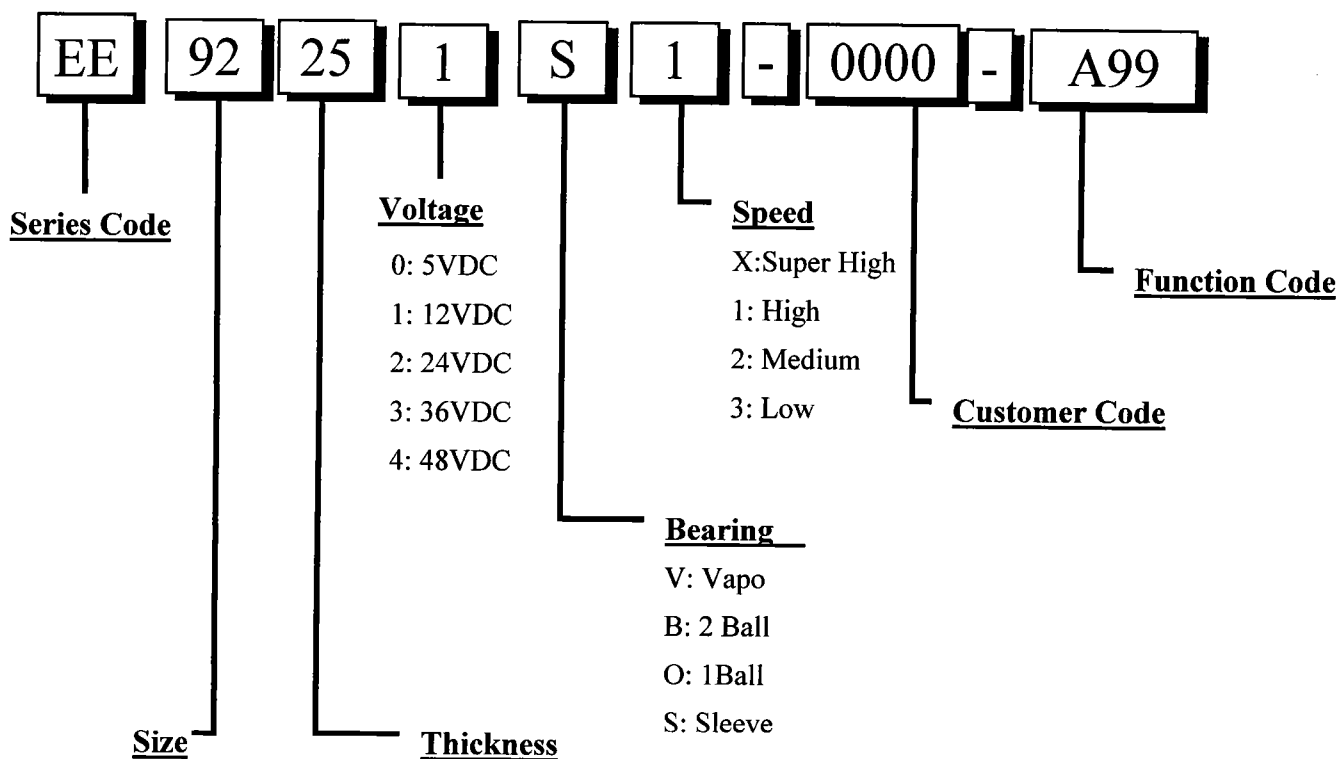 EE 92 25 1 S 1 - 0000 - A99
Series Code
Voltage
0: 5VDC
1: 12VDC
2: 24VDC
3: 36VDC
4: 48VDC
Speed
X:Super High
1: High
2: Medium
3: Low
Function Code
Customer Code
Bearing
V: Vapo
B: 2 Ball
O: 1Ball
S: Sleeve
Size
Thickness